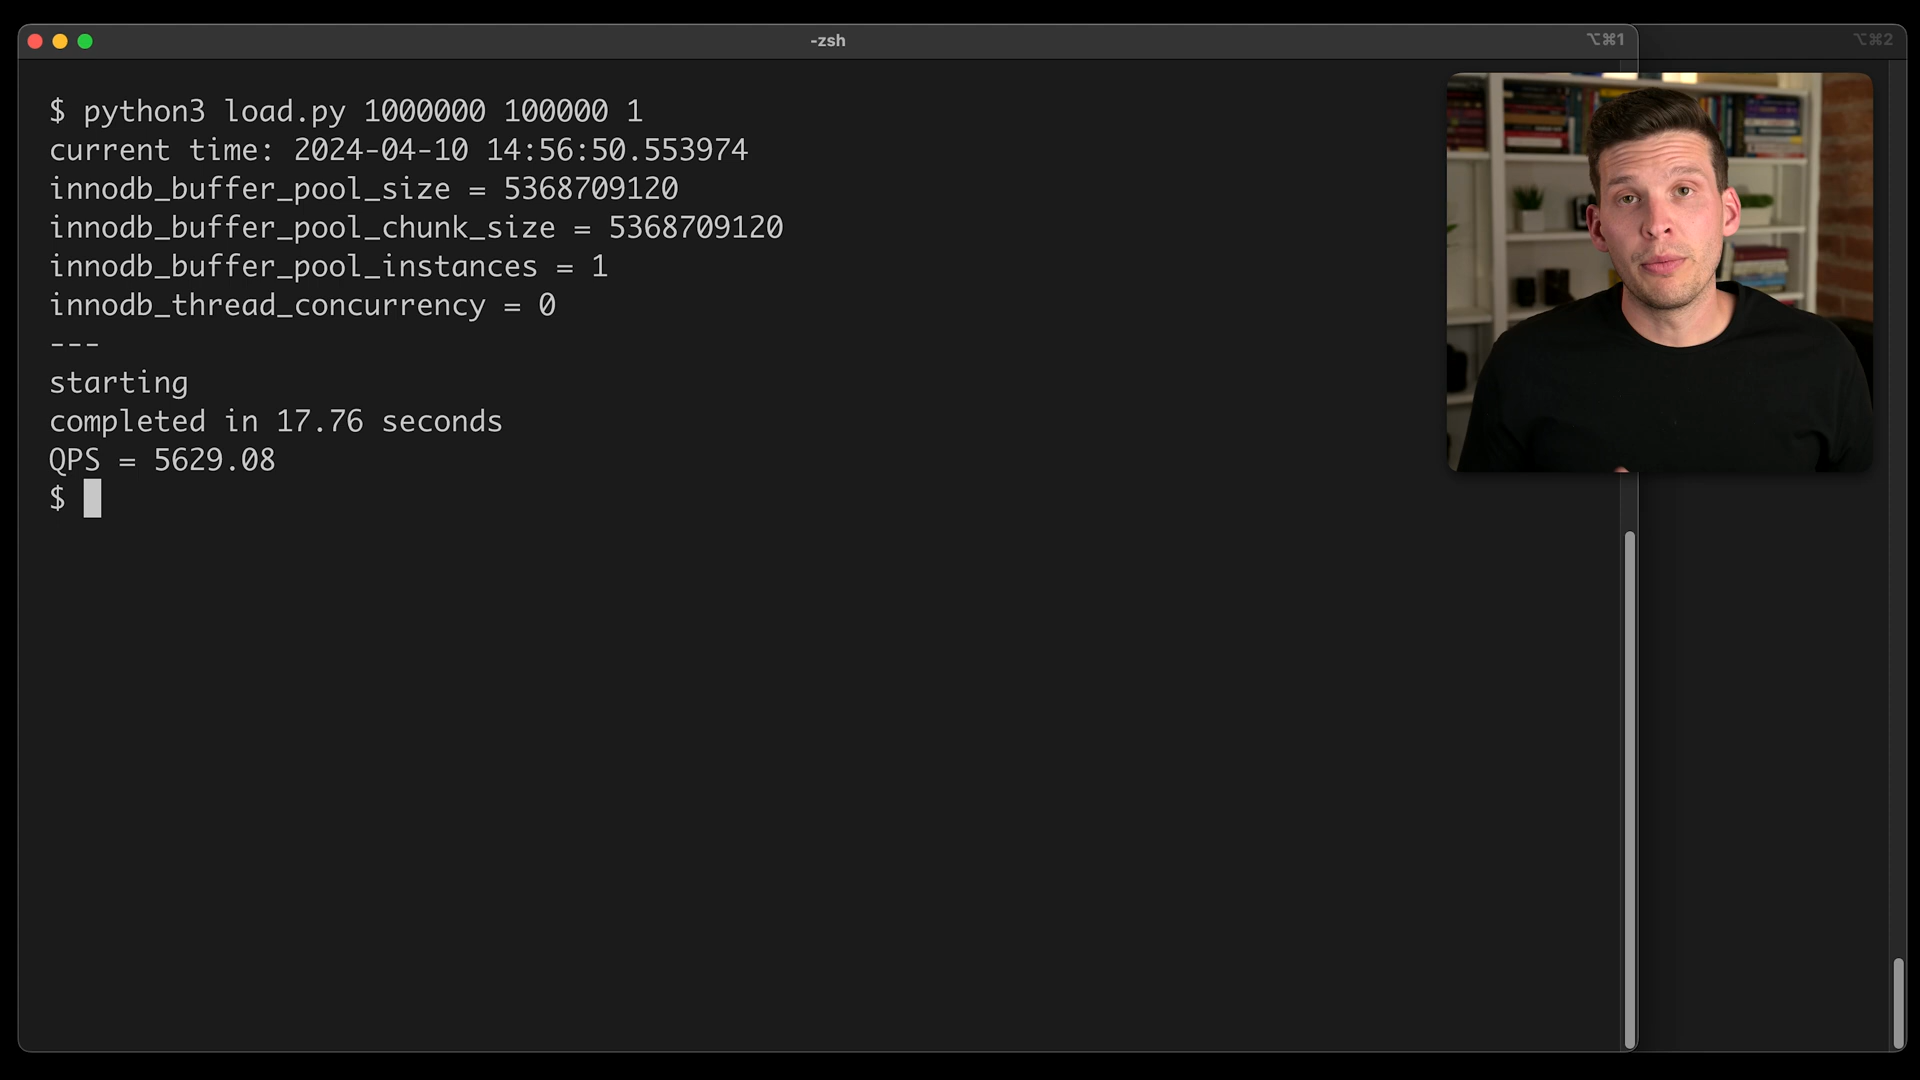 -zsh
⌥⌘1
⌥⌘2
$ python3 load.py 1000000 100000 1
current time: 2024-04-10 14:56:50.553974
innodb_buffer_pool_size = 5368709120
innodb_buffer_pool_chunk_size = 5368709120
innodb_buffer_pool_instances = 1
innodb_thread_concurrency = 0
---
starting
completed in 17.76 seconds
QPS = 5629.08
$